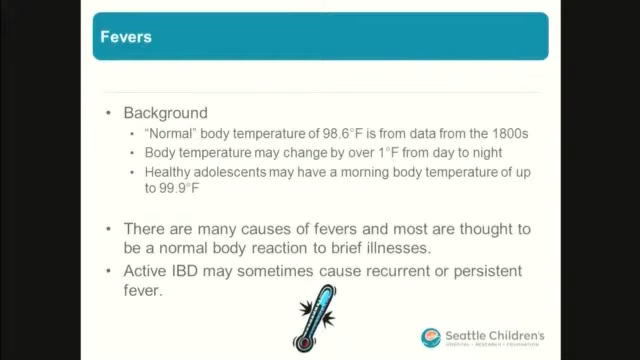 Fevers
• Background
• "Normal" body temperature of 98.6°F is from data from the 1800s
• Body temperature may change by over 1°F from day to night
• Healthy adolescents may have a morning body temperature of up
to 99.9°F
• There are many causes of fevers and most are thought to
be a normal body reaction to brief illnesses.
• Active IBD may sometimes cause recurrent or persistent
fever.
Seattle Children's
HOSPITAL • RESEARCH • FOUNDATION